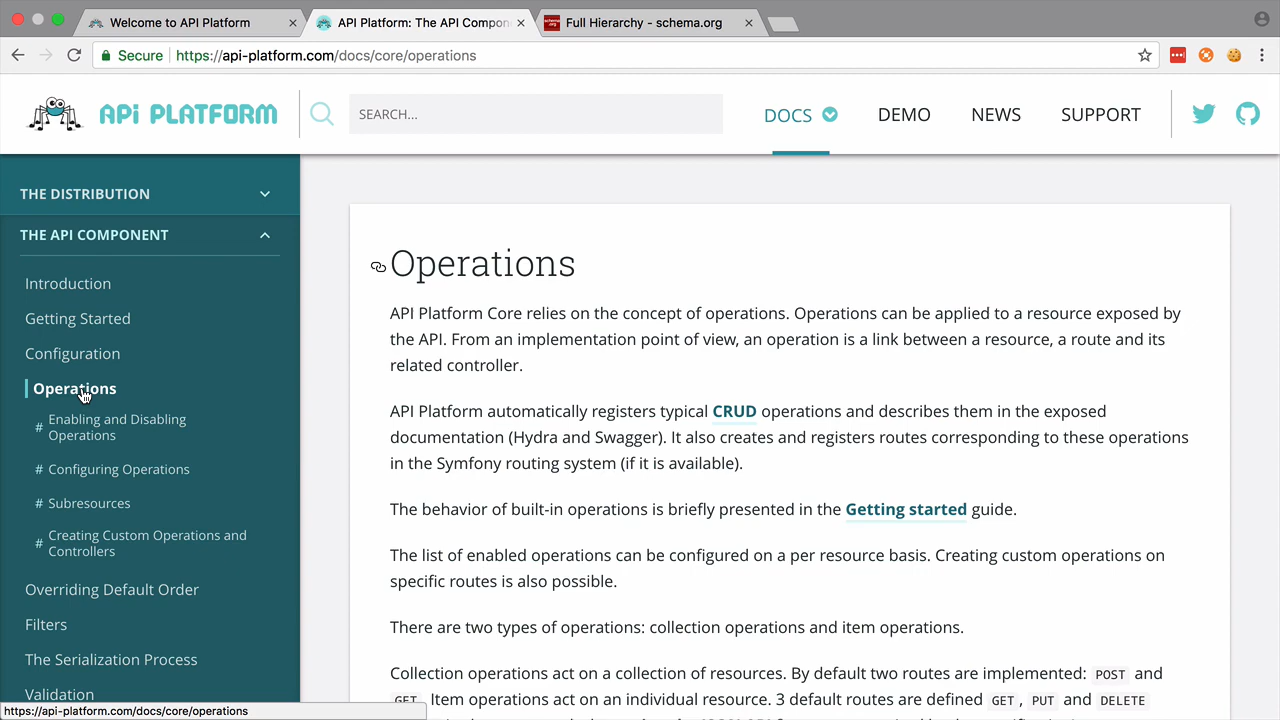 Welcome to API Platform
API Platform: The API Compon
Full Hierarchy - schema.org
Secure
https://api-platform.com/docs/core/operations
API PLATFORM
SEARCH...
DOCS
DEMO
NEWS
SUPPORT
THE DISTRIBUTION
THE API COMPONENT
Introduction
Getting Started
Configuration
Operations
# Enabling and Disabling
Operations
# Configuring Operations
# Subresources
# Creating Custom Operations and
Controllers
Overriding Default Order
Filters
The Serialization Process
Validation
https://api-platform.com/docs/core/operations
Operations
API Platform Core relies on the concept of operations. Operations can be applied to a resource exposed by
the API. From an implementation point of view, an operation is a link between a resource, a route and its
related controller.
API Platform automatically registers typical CRUD operations and describes them in the exposed
documentation (Hydra and Swagger). It also creates and registers routes corresponding to these operations
in the Symfony routing system (if it is available).
The behavior of built-in operations is briefly presented in the Getting started guide.
The list of enabled operations can be configured on a per resource basis. Creating custom operations on
specific routes is also possible.
There are two types of operations: collection operations and item operations.
Collection operations act on a collection of resources. By default two routes are implemented: POST and
GET. Item operations act on an individual resource. 3 default routes are defined GET, PUT and DELETE